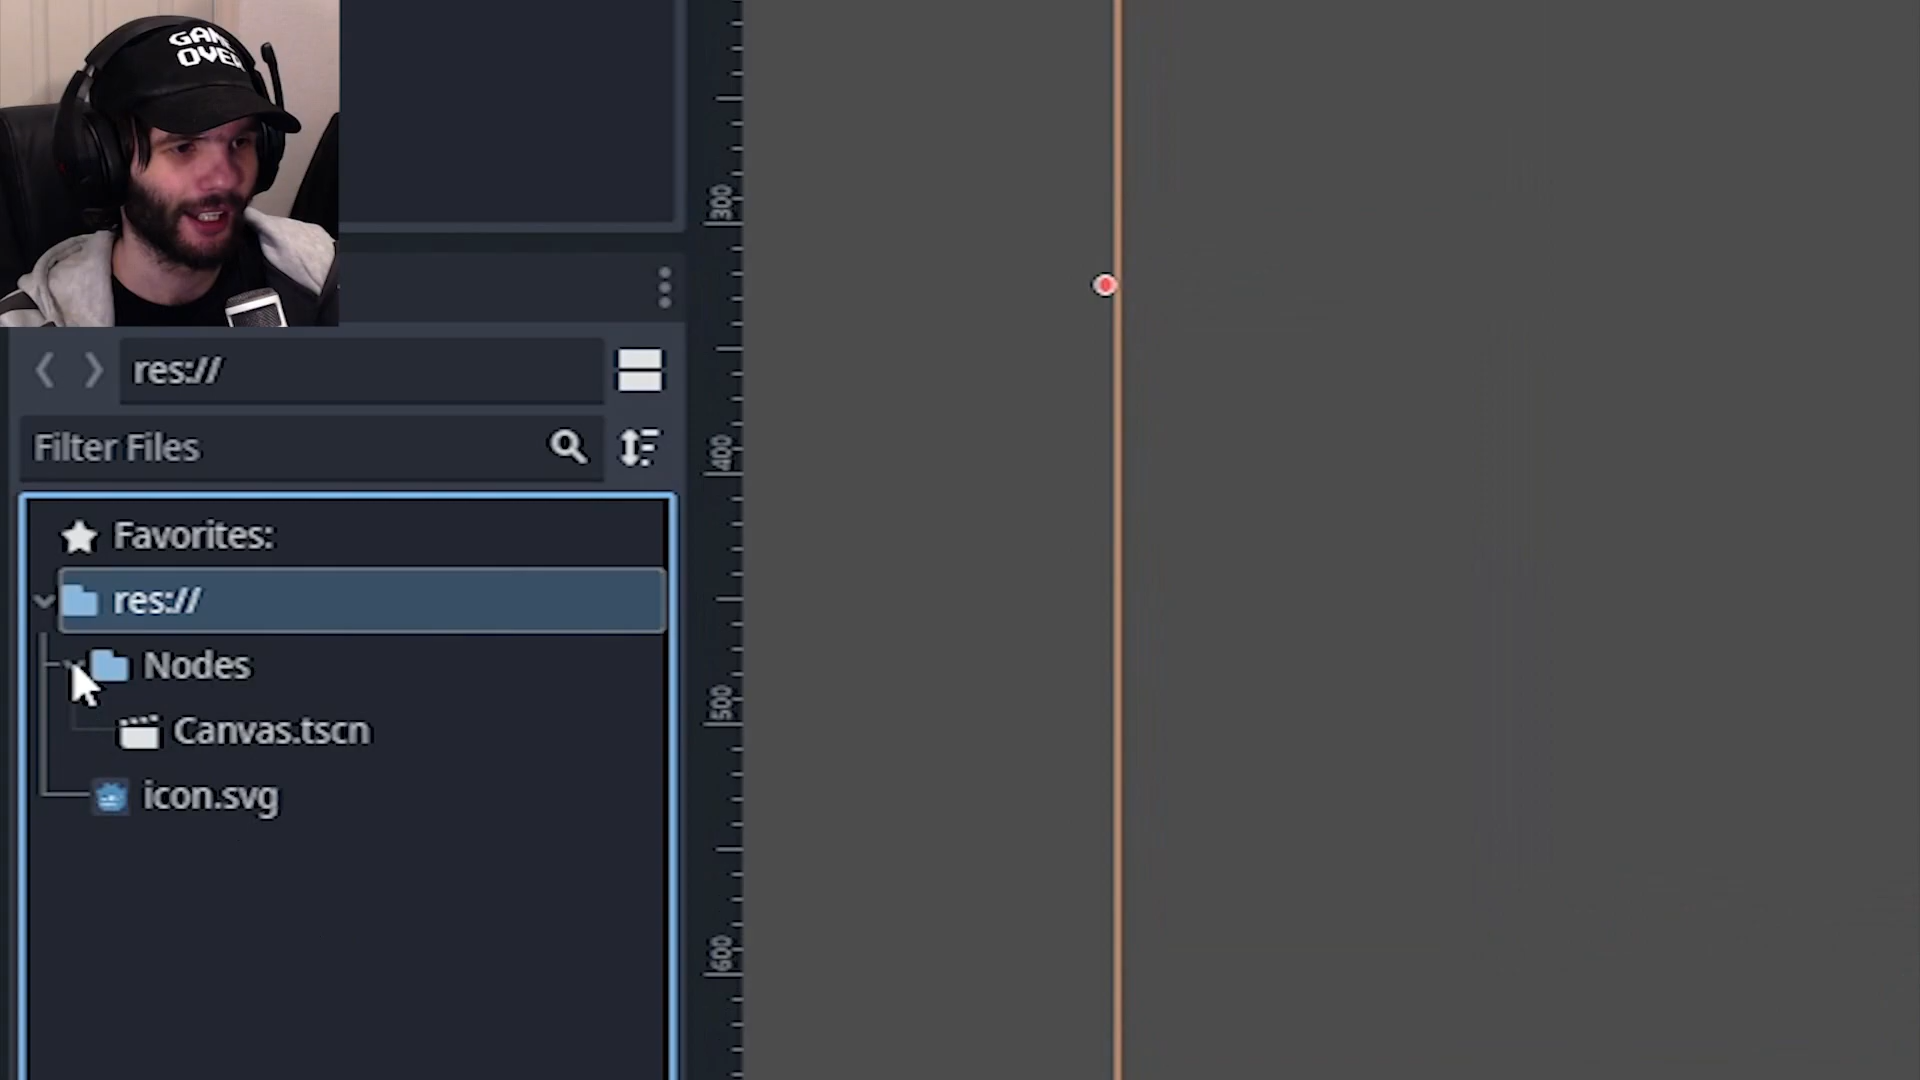 GAME
OVER
res://
Filter Files
Favorites:
res://
Nodes
Canvas.tscn
icon.svg
300
400
500
600